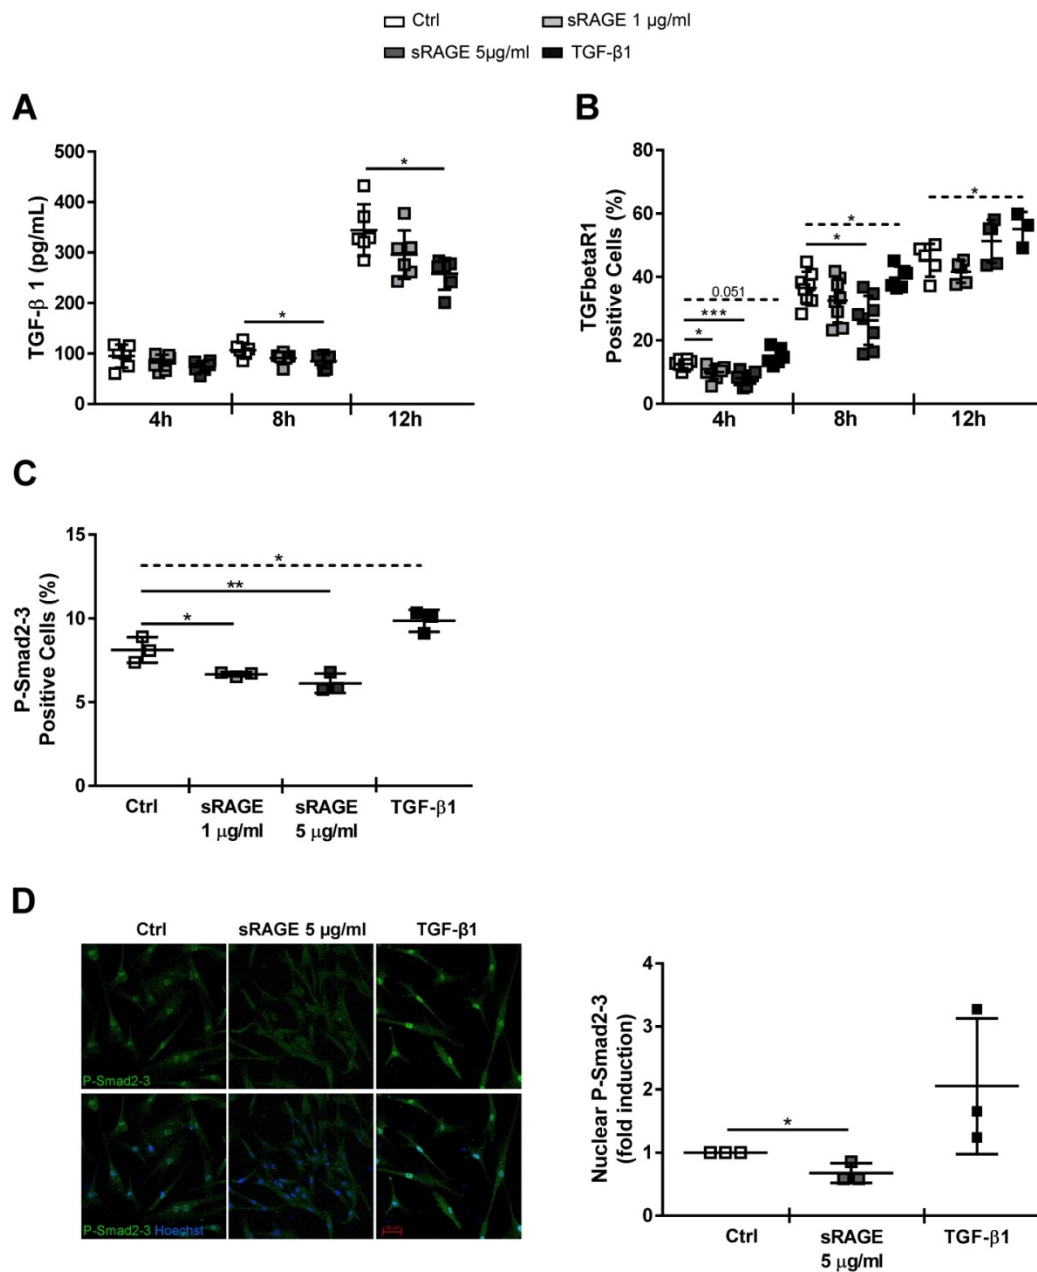 Ctrl
sRAGE 1 µg/ml
sRAGE 5µg/ml
TGF-β1
A
TGF-β 1 (pg/mL)
500
400
300
200
100
0
*
*
4h
8h
12h
B
TGFbetaR1
Positive Cells (%)
80
60
40
20
0
0.051
***
*
*
*
*
4h
8h
12h
C
P-Smad2-3
Positive Cells (%)
15
10
5
0
*
**
*
Ctrl
sRAGE
1 µg/ml
sRAGE
5 µg/ml
TGF-β1
D
Ctrl
sRAGE 5 µg/ml
TGF-β1
P-Smad2-3
P-Smad2-3 Hoechst
Nuclear P-Smad2-3
(fold induction)
4
3
2
1
0
*
Ctrl
sRAGE
5 µg/ml
TGF-β1